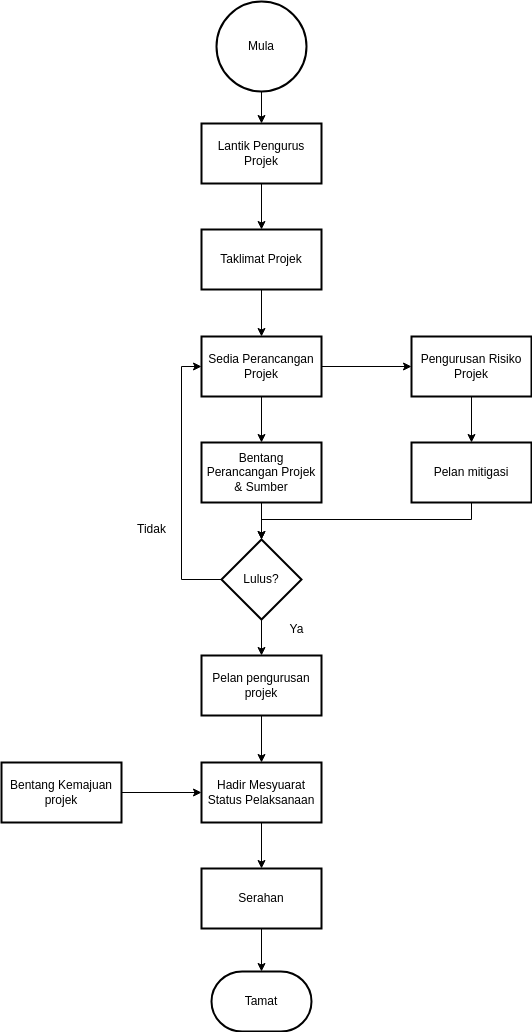 Mula
Lantik Pengurus
Projek
Taklimat Projek
Sedia Perancangan
Projek
Pengurusan Risiko
Projek
Bentang
Perancangan Projek
& Sumber
Pelan mitigasi
Tidak
Lulus?
Ya
Pelan pengurusan
projek
Bentang Kemajuan
projek
Hadir Mesyuarat
Status Pelaksanaan
Serahan
Tamat